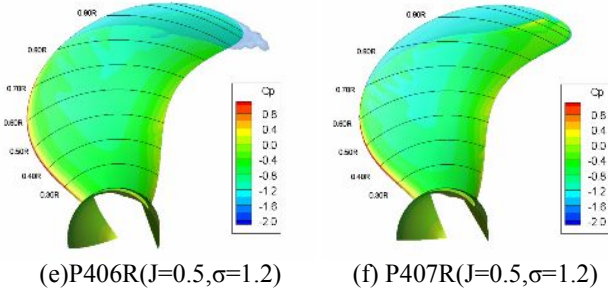 0.90R
0.80R
0.70R
0.60R
0.50R
0.40R
0.30R
Cp
0.8
0.4
0.0
-0.4
-0.8
-1.2
-1.6
-2.0
0.90R
0.80R
0.70R
0.60R
0.50R
0.40R
0.30R
Cp
0.8
0.4
0.0
-0.4
-0.8
-1.2
-1.6
-2.0
(e)P406R(J=0.5,σ=1.2)
(f) P407R(J=0.5,σ=1.2)